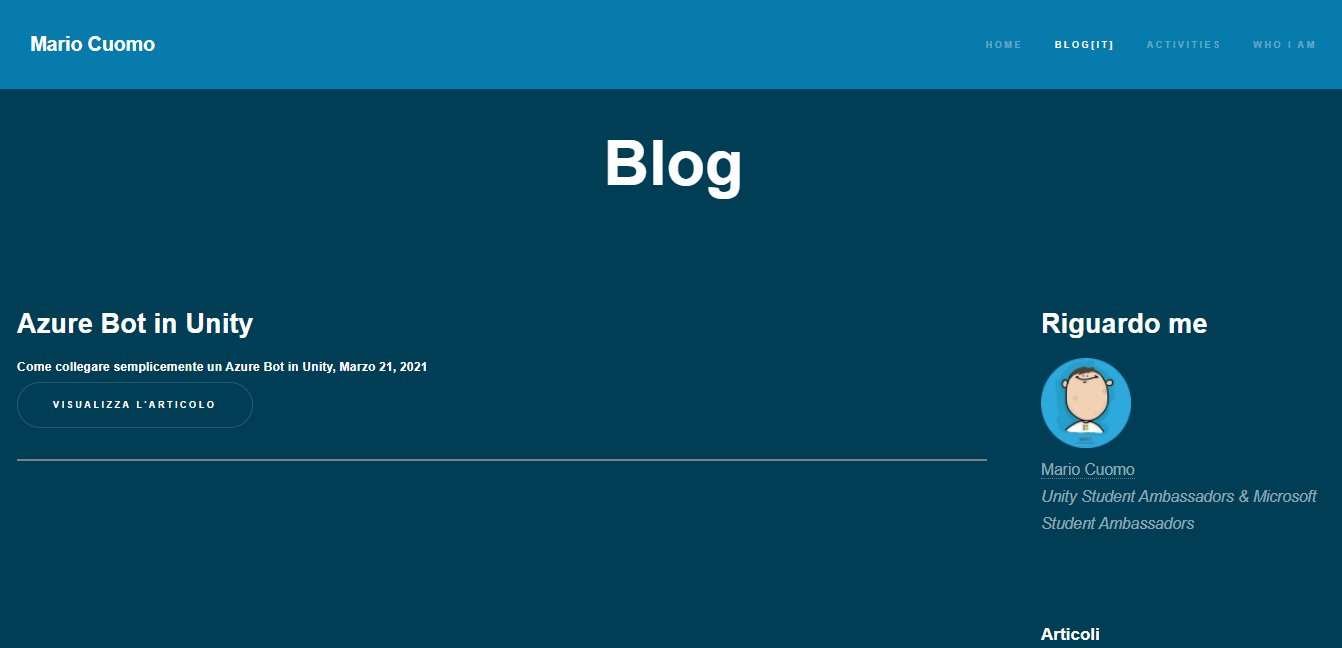 Mario Cuomo
HOME
BLOG[IT]
ACTIVITIES
WHO I AM
Blog
Azure Bot in Unity
Come collegare semplicemente un Azure Bot in Unity, Marzo 21, 2021
VISUALIZZA L'ARTICOLO
Riguardo me
Mario Cuomo
Unity Student Ambassadors & Microsoft
Student Ambassadors
Articoli